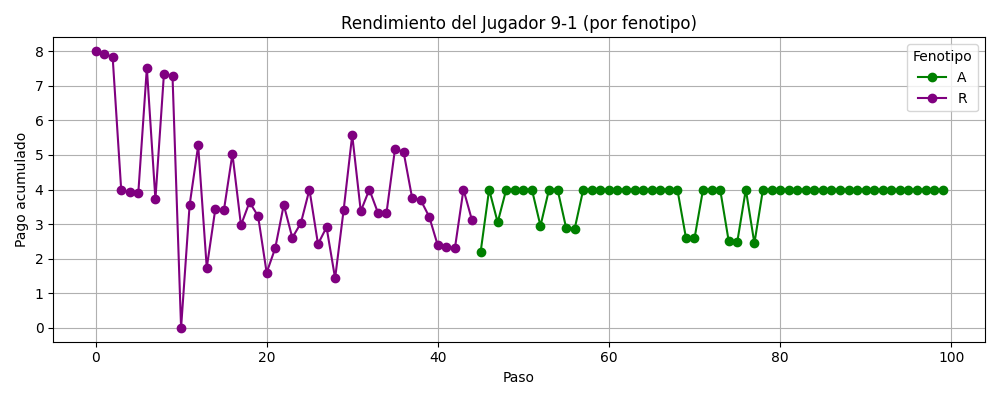 Rendimiento del Jugador 9-1 (por fenotipo)
Pago acumulado
8
7
6
5
4
3
2
1
0
Fenotipo
A
R
0 20 40 60 80 100
Paso